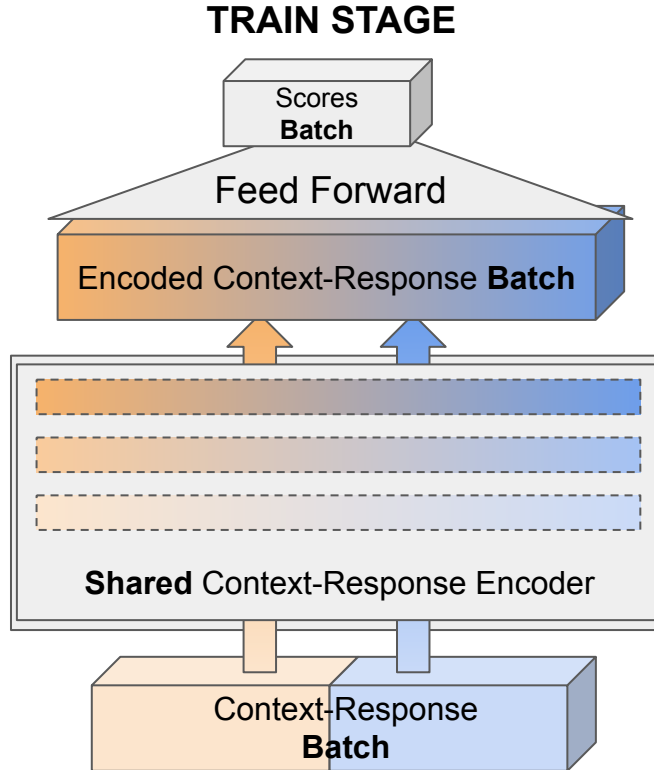 TRAIN STAGE
Scores
Batch
Feed Forward
Encoded Context-Response Batch
Shared Context-Response Encoder
Context-Response
Batch